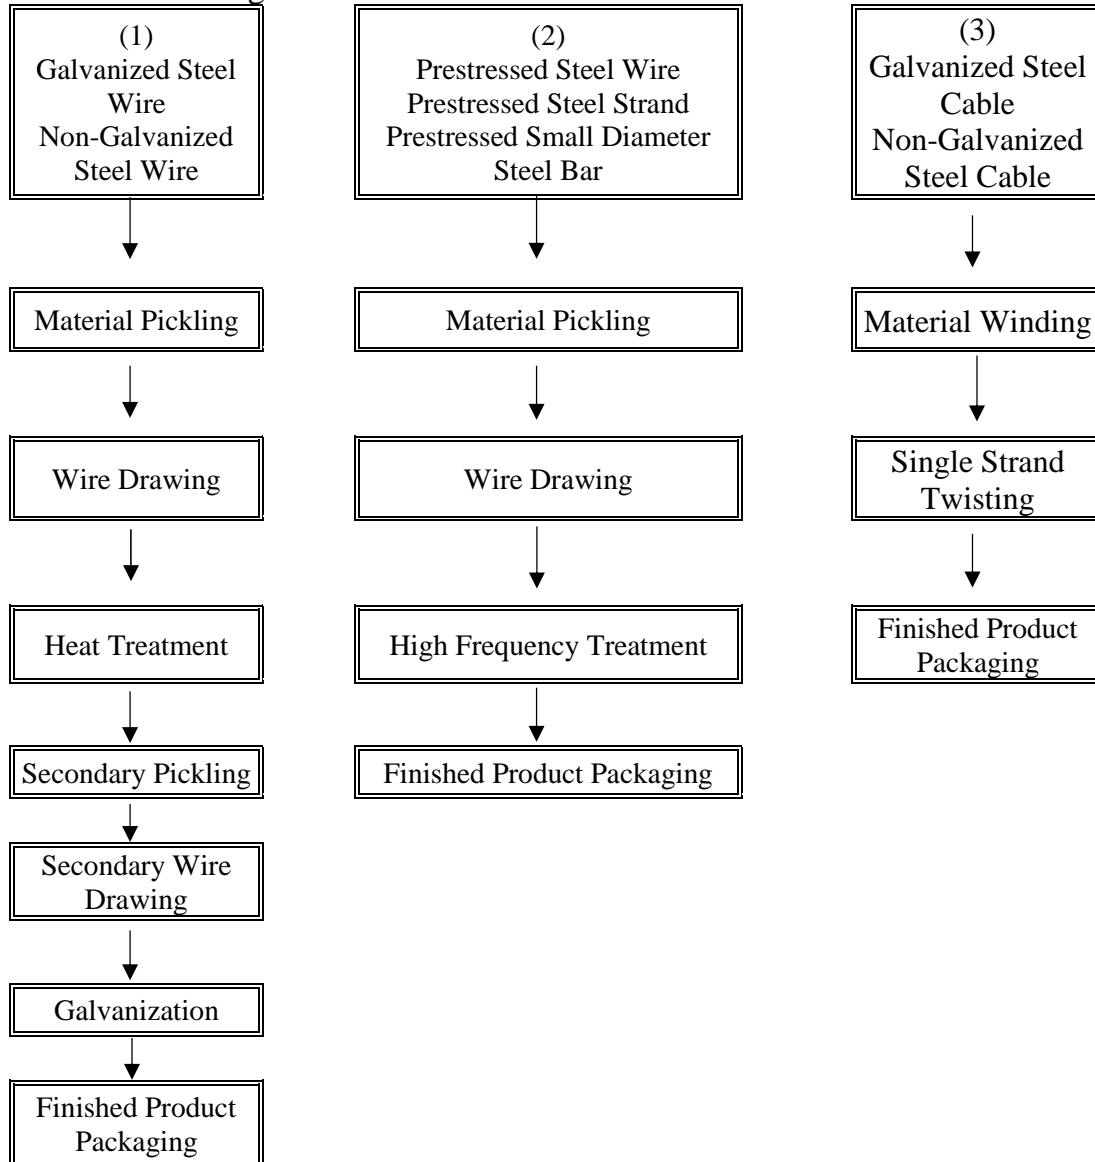 (1)
Galvanized Steel
Wire
Non-Galvanized
Steel Wire
Material Pickling
Wire Drawing
Heat Treatment
Secondary Pickling
Secondary Wire
Drawing
Galvanization
Finished Product
Packaging
(2)
Prestressed Steel Wire
Prestressed Steel Strand
Prestressed Small Diameter
Steel Bar
Material Pickling
Wire Drawing
High Frequency Treatment
Finished Product Packaging
(3)
Galvanized Steel
Cable
Non-Galvanized
Steel Cable
Material Winding
Single Strand
Twisting
Finished Product
Packaging